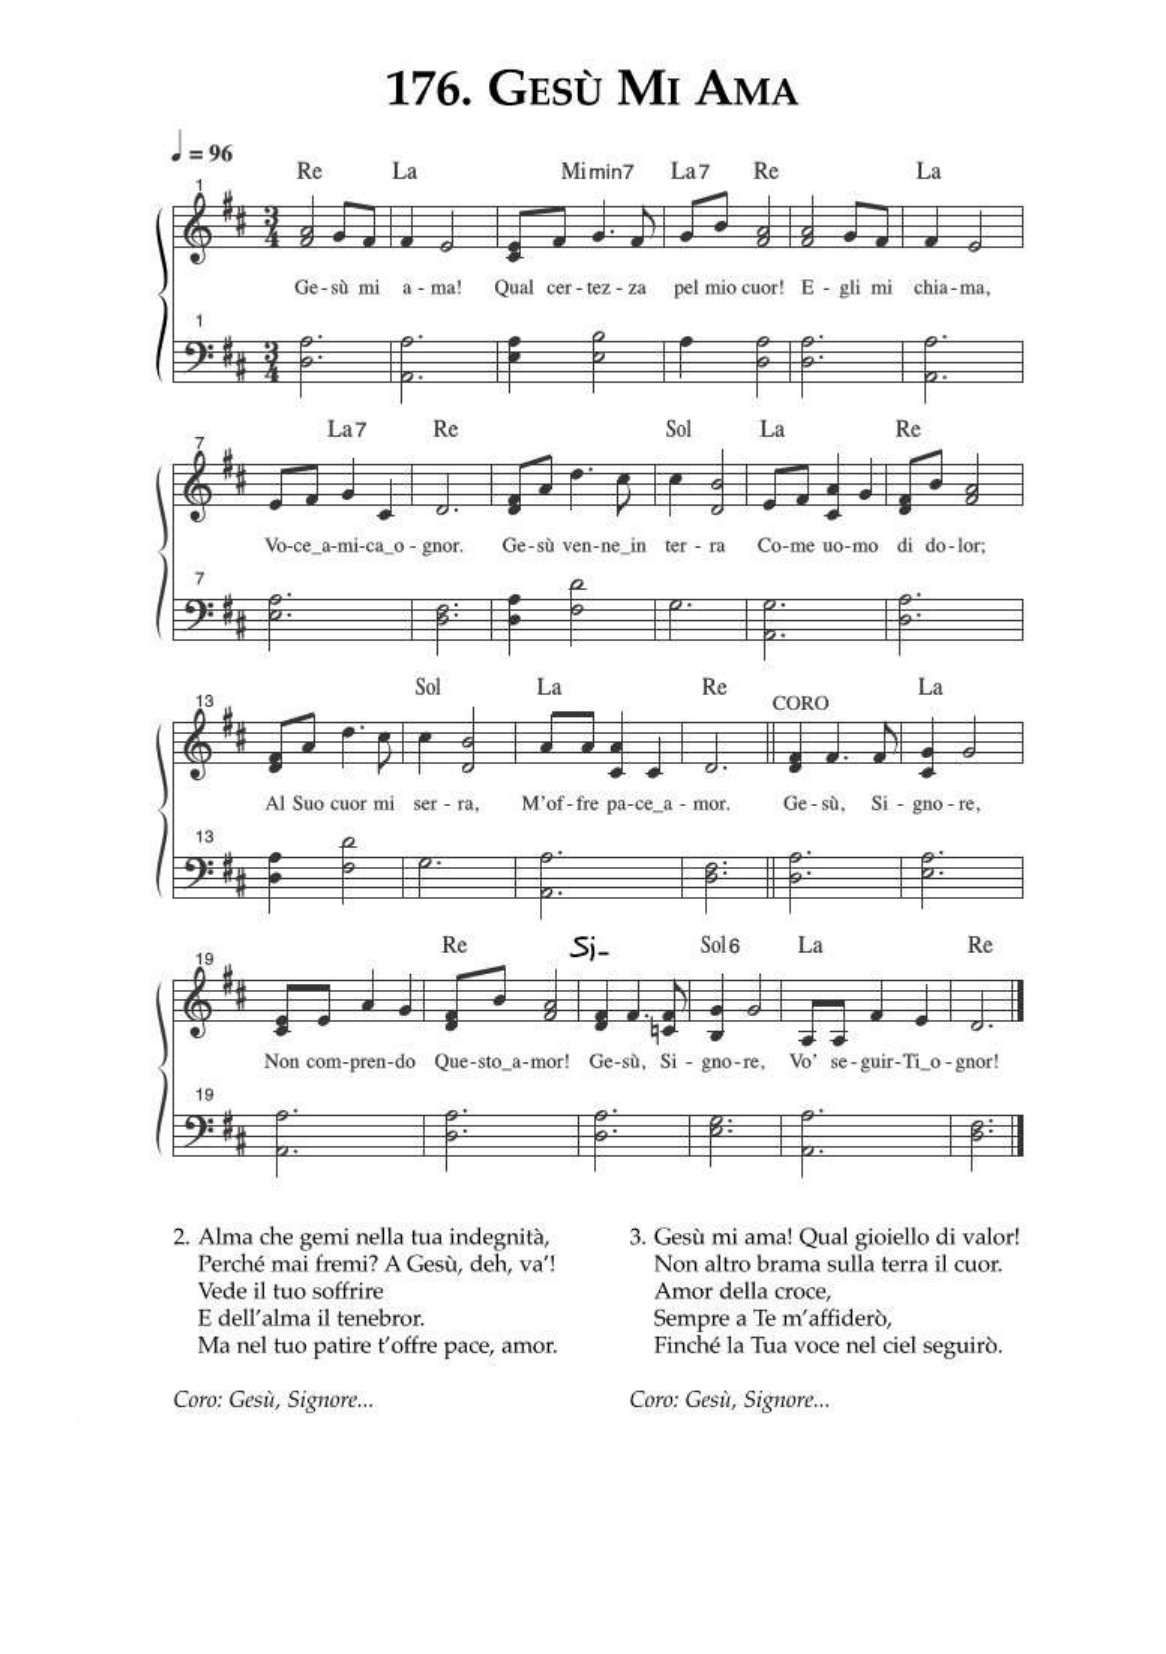 176. GESÙ MI AMA
♩ = 96
Re La Mi min7 La7 Re La
1
3 4
Ge-sù mi a-ma! Qual cer-tez-za pel mio cuor! E-gli mi chia-ma,
1
3 4
La7 Re Sol La Re
7
Vo-ce_a-mi-ca_o-gnor. Ge-sù ven-ne_in ter-ra Co-me uo-mo di do-lor;
7
Sol La Re CORO La
13
Al Suo cuor mi ser-ra, M'of-fre pa-ce_a-mor. Ge-sù, Si-gno-re,
13
Re Sj- Sol6 La Re
19
Non com-pren-do Que-sto_a-mor! Ge-sù, Si-gno-re, Vo' se-guir-Ti_o-gnor!
19
2. Alma che gemi nella tua indegnità,
Perché mai fremi? A Gesù, deh, va'!
Vede il tuo soffrire
E dell'alma il tenebror.
Ma nel tuo patire t'offre pace, amor.
Coro: Gesù, Signore...
3. Gesù mi ama! Qual gioiello di valor!
Non altro brama sulla terra il cuor.
Amor della croce,
Sempre a Te m'affiderò,
Finché la Tua voce nel ciel seguirò.
Coro: Gesù, Signore...